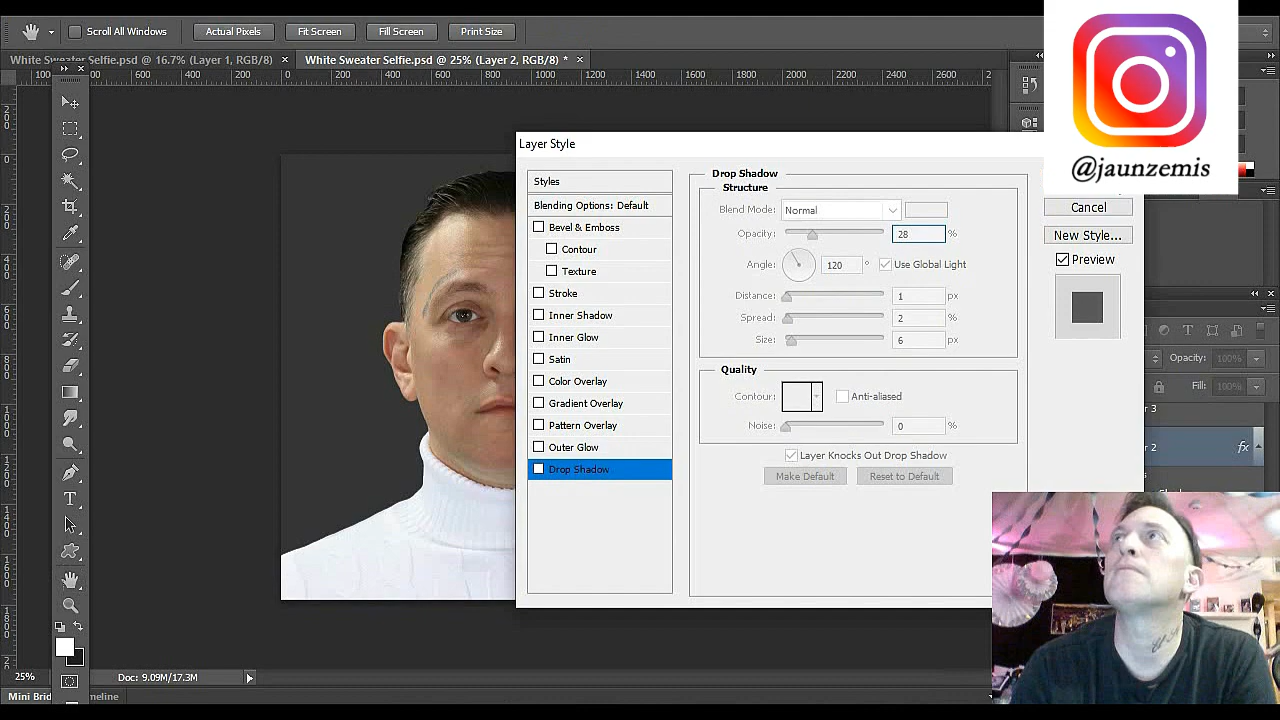 Scroll All Windows
Actual Pixels
Fit Screen
Fill Screen
Print Size
White Sweater Selfie.psd @ 16.7% (Layer 1, RGB/8)
White Sweater Selfie.psd @ 25% (Layer 2, RGB/8) *
@jaunzemis
Layer Style
Styles
Blending Options: Default
Bevel & Emboss
Contour
Texture
Stroke
Inner Shadow
Inner Glow
Satin
Color Overlay
Gradient Overlay
Pattern Overlay
Outer Glow
Drop Shadow
Drop Shadow
Structure
Blend Mode: Normal
Opacity: 28 %
Angle: 120 ° Use Global Light
Distance: 1 px
Spread: 2 %
Size: 6 px
Quality
Contour: Anti-aliased
Noise: 0 %
Layer Knocks Out Drop Shadow
Make Default Reset to Default
Cancel
New Style...
Preview
Opacity: 100%
Fill: 100%
fx
25%
Doc: 9.09M/17.3M
Mini Bri